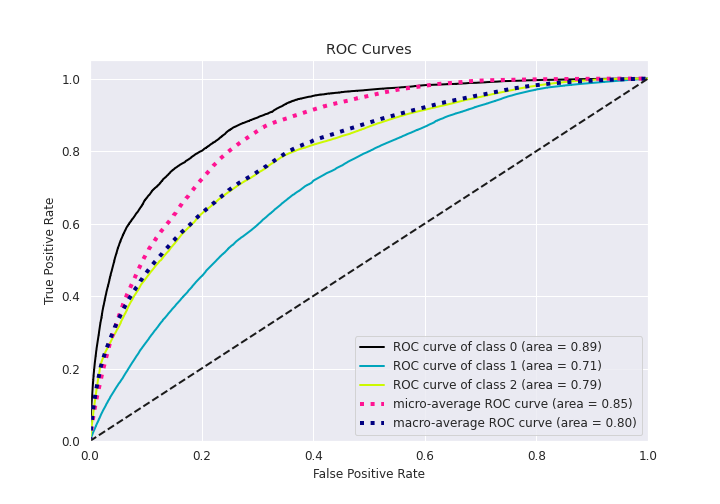 ROC Curves
True Positive Rate
1.0
0.8
0.6
0.4
0.2
0.0
ROC curve of class 0 (area = 0.89)
ROC curve of class 1 (area = 0.71)
ROC curve of class 2 (area = 0.79)
micro-average ROC curve (area = 0.85)
macro-average ROC curve (area = 0.80)
0.0 0.2 0.4 0.6 0.8 1.0
False Positive Rate